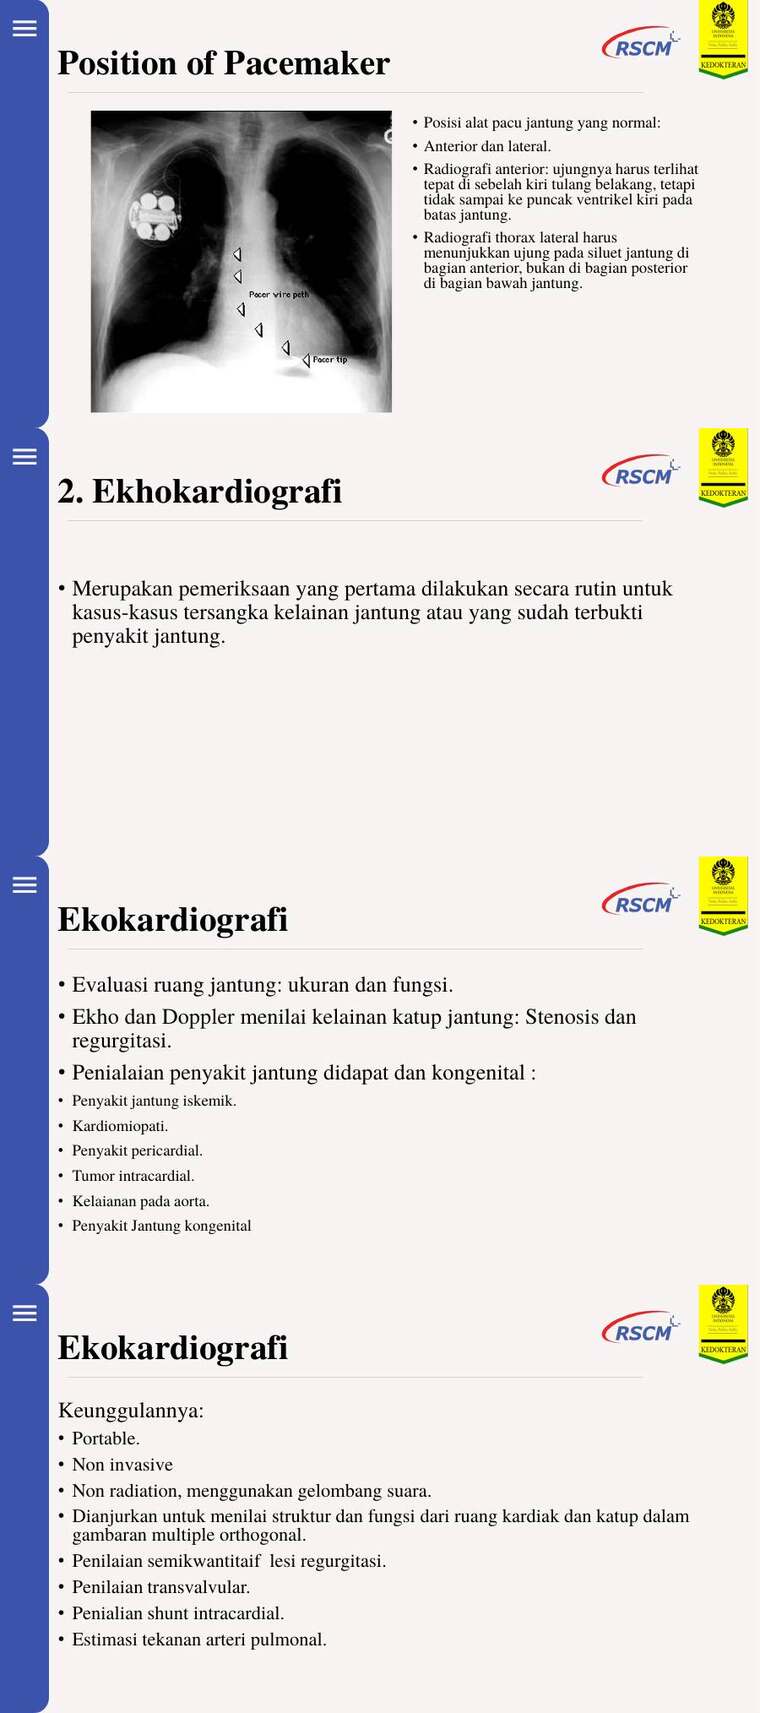 Position of Pacemaker
RSCM
UNIVERSITAS
INDONESIA
KEDOKTERAN
Pacer wire path
Pacer tip
• Posisi alat pacu jantung yang normal:
• Anterior dan lateral.
• Radiografi anterior: ujungnya harus terlihat
tepat di sebelah kiri tulang belakang, tetapi
tidak sampai ke puncak ventrikel kiri pada
batas jantung.
• Radiografi thorax lateral harus
menunjukkan ujung pada siluet jantung di
bagian anterior, bukan di bagian posterior
di bagian bawah jantung.
2. Ekhokardiografi
RSCM
UNIVERSITAS
INDONESIA
KEDOKTERAN
• Merupakan pemeriksaan yang pertama dilakukan secara rutin untuk
kasus-kasus tersangka kelainan jantung atau yang sudah terbukti
penyakit jantung.
Ekokardiografi
RSCM
UNIVERSITAS
INDONESIA
KEDOKTERAN
• Evaluasi ruang jantung: ukuran dan fungsi.
• Ekho dan Doppler menilai kelainan katup jantung: Stenosis dan
regurgitasi.
• Penialaian penyakit jantung didapat dan kongenital :
• Penyakit jantung iskemik.
• Kardiomiopati.
• Penyakit pericardial.
• Tumor intracardial.
• Kelaianan pada aorta.
• Penyakit Jantung kongenital
Ekokardiografi
RSCM
UNIVERSITAS
INDONESIA
KEDOKTERAN
Keunggulannya:
• Portable.
• Non invasive
• Non radiation, menggunakan gelombang suara.
• Dianjurkan untuk menilai struktur dan fungsi dari ruang kardiak dan katup dalam
gambaran multiple orthogonal.
• Penilaian semikwantitaif  lesi regurgitasi.
• Penilaian transvalvular.
• Penialian shunt intracardial.
• Estimasi tekanan arteri pulmonal.